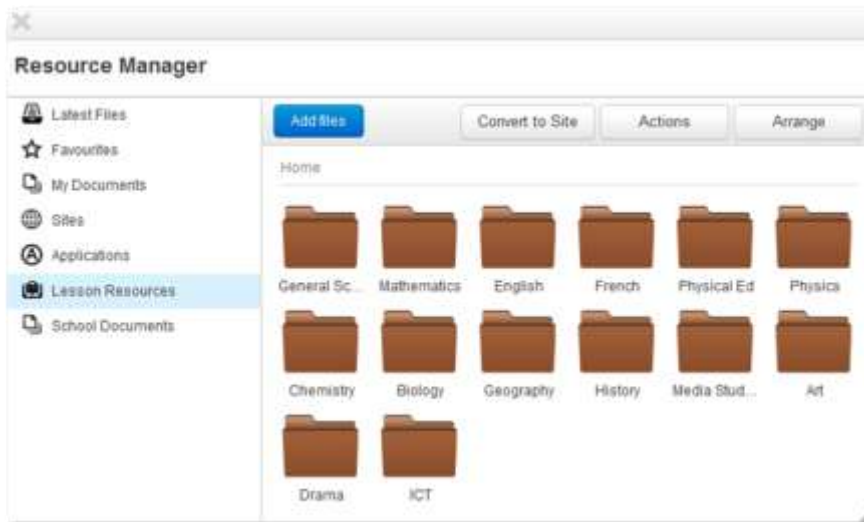 Resource Manager
Latest Files
Favourites
My Documents
Sites
Applications
Lesson Resources
School Documents
Add files
Convert to Site
Actions
Arrange
Home
General Sc...
Mathematics
English
French
Physical Ed
Physics
Chemistry
Biology
Geography
History
Media Stud...
Art
Drama
ICT